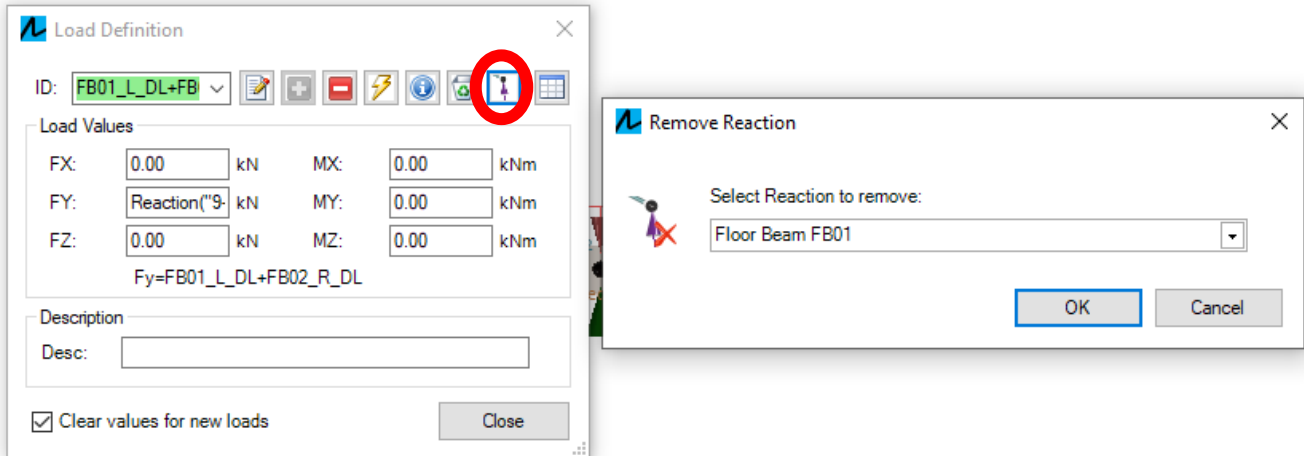 Load Definition
ID: FB01_L_DL+FB
Load Values
FX: 0.00 kN MX: 0.00 kNm
FY: Reaction("9- kN MY: 0.00 kNm
FZ: 0.00 kN MZ: 0.00 kNm
Fy=FB01_L_DL+FB02_R_DL
Description
Desc:
Clear values for new loads Close
Remove Reaction
Select Reaction to remove:
Floor Beam FB01
OK Cancel